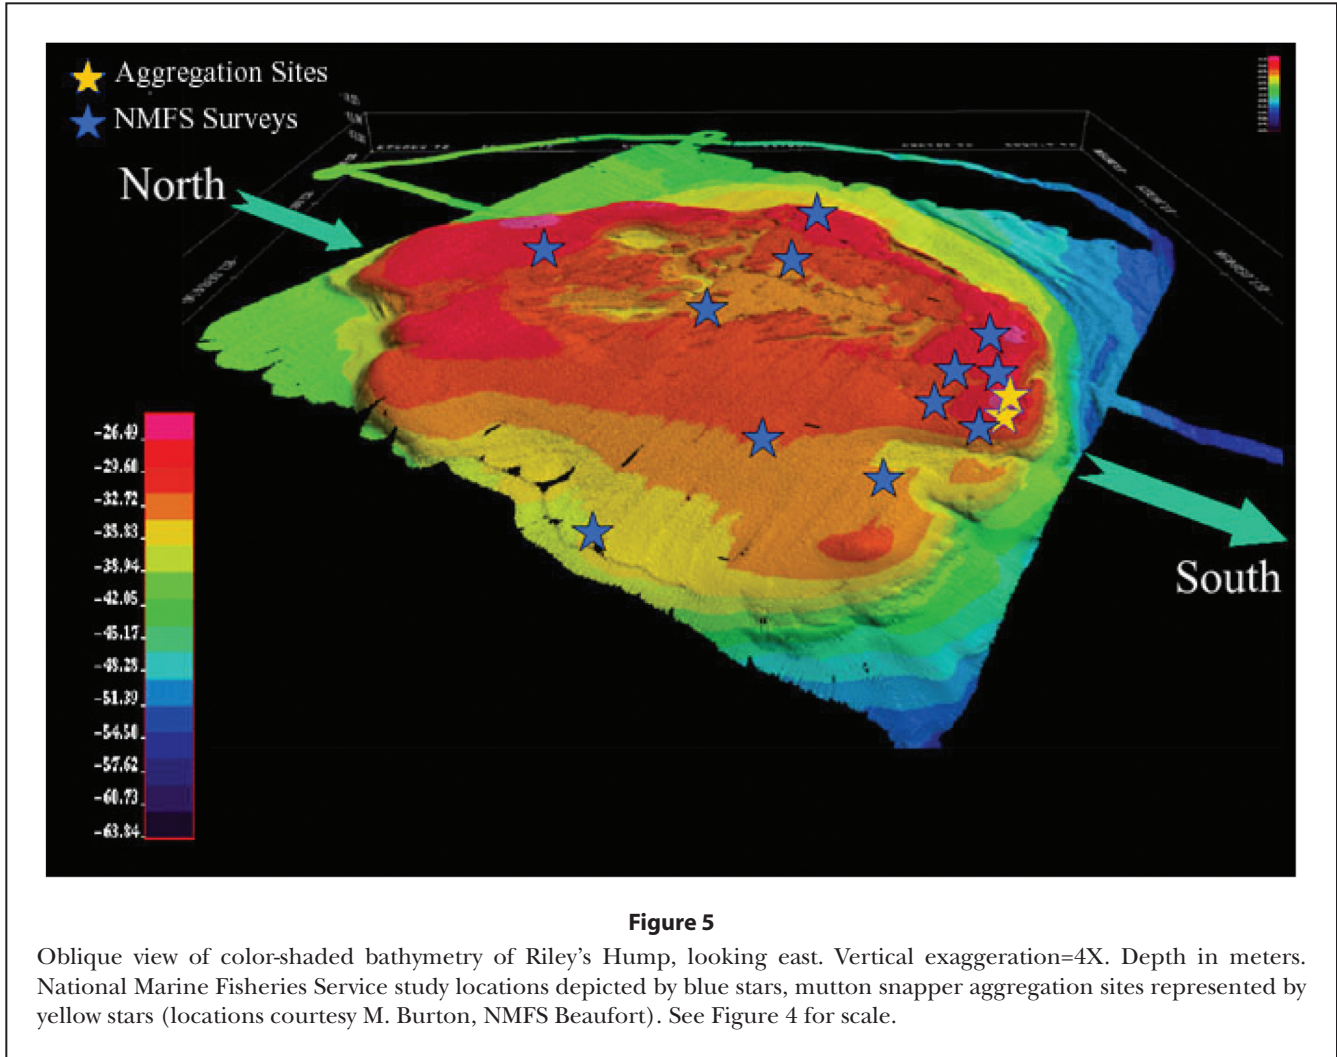 Aggregation Sites
NMFS Surveys
North
South
-26.49
-29.60
-32.72
-35.83
-38.94
-42.05
-45.17
-48.28
-51.39
-54.50
-57.62
-60.73
-63.84
Figure 5
Oblique view of color-shaded bathymetry of Riley's Hump, looking east. Vertical exaggeration=4X. Depth in meters.
National Marine Fisheries Service study locations depicted by blue stars, mutton snapper aggregation sites represented by
yellow stars (locations courtesy M. Burton, NMFS Beaufort). See Figure 4 for scale.